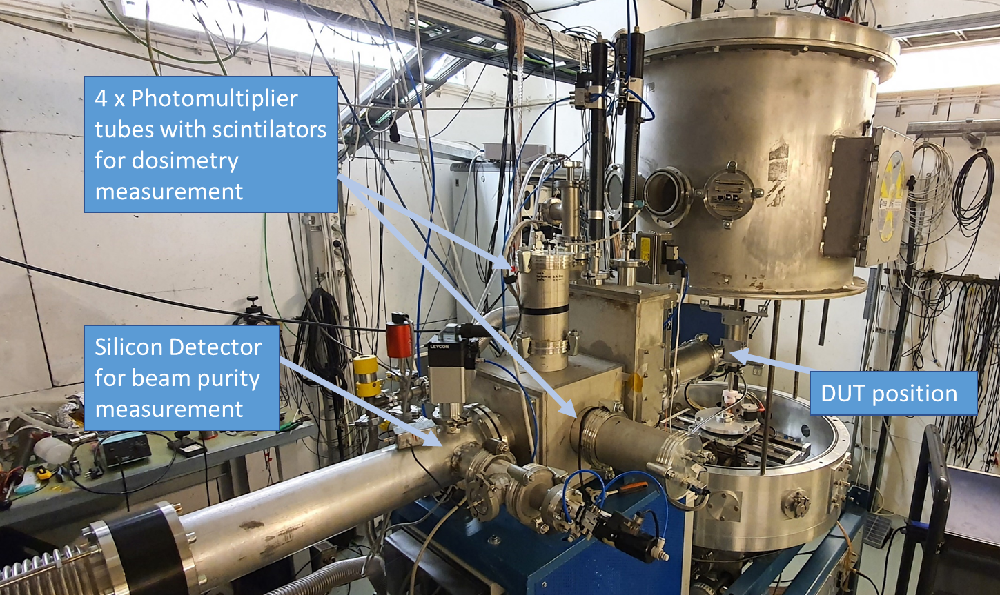 4 x Photomultiplier
tubes with scintilators
for dosimetry
measurement
Silicon Detector
for beam purity
measurement
LEYCON
DUT position